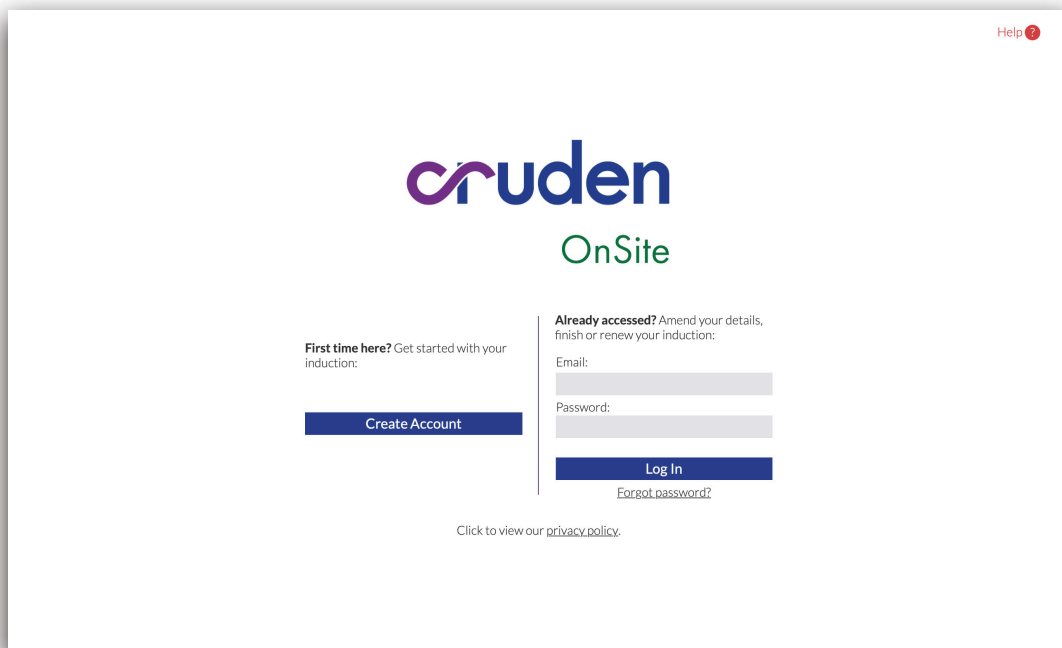 Help ?
cruden
OnSite
First time here? Get started with your
induction:
Create Account
Already accessed? Amend your details,
finish or renew your induction:
Email:
Password:
Log In
Forgot password?
Click to view our privacy policy.